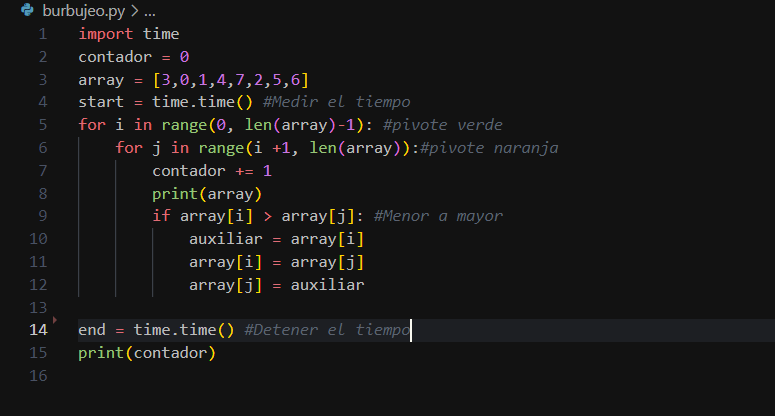 burbujeo.py > ...
1 import time
2 contador = 0
3 array = [3,0,1,4,7,2,5,6]
4 start = time.time() #Medir el tiempo
5 for i in range(0, len(array)-1): #pivote verde
6     for j in range(i +1, len(array)):#pivote naranja
7         contador += 1
8         print(array)
9         if array[i] > array[j]: #Menor a mayor
10             auxiliar = array[i]
11             array[i] = array[j]
12             array[j] = auxiliar
13
14 end = time.time() #Detener el tiempo
15 print(contador)
16